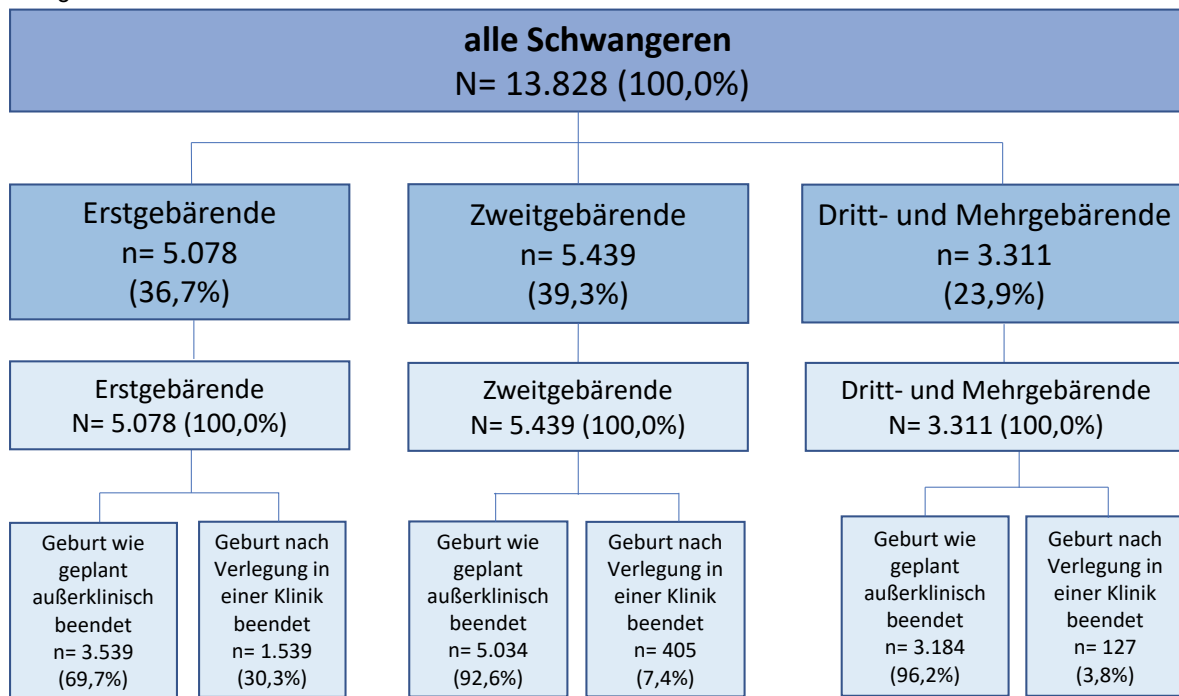 alle Schwangeren
N= 13.828 (100,0%)
Erstgebärende
n= 5.078
(36,7%)
Zweitgebärende
n= 5.439
(39,3%)
Dritt- und Mehrgebärende
n= 3.311
(23,9%)
Erstgebärende
N= 5.078 (100,0%)
Zweitgebärende
N= 5.439 (100,0%)
Dritt- und Mehrgebärende
N= 3.311 (100,0%)
Geburt wie
geplant
außerklinisch
beendet
n= 3.539
(69,7%)
Geburt nach
Verlegung in
einer Klinik
beendet
n= 1.539
(30,3%)
Geburt wie
geplant
außerklinisch
beendet
n= 5.034
(92,6%)
Geburt nach
Verlegung in
einer Klinik
beendet
n= 405
(7,4%)
Geburt wie
geplant
außerklinisch
beendet
n= 3.184
(96,2%)
Geburt nach
Verlegung in
einer Klinik
beendet
n= 127
(3,8%)